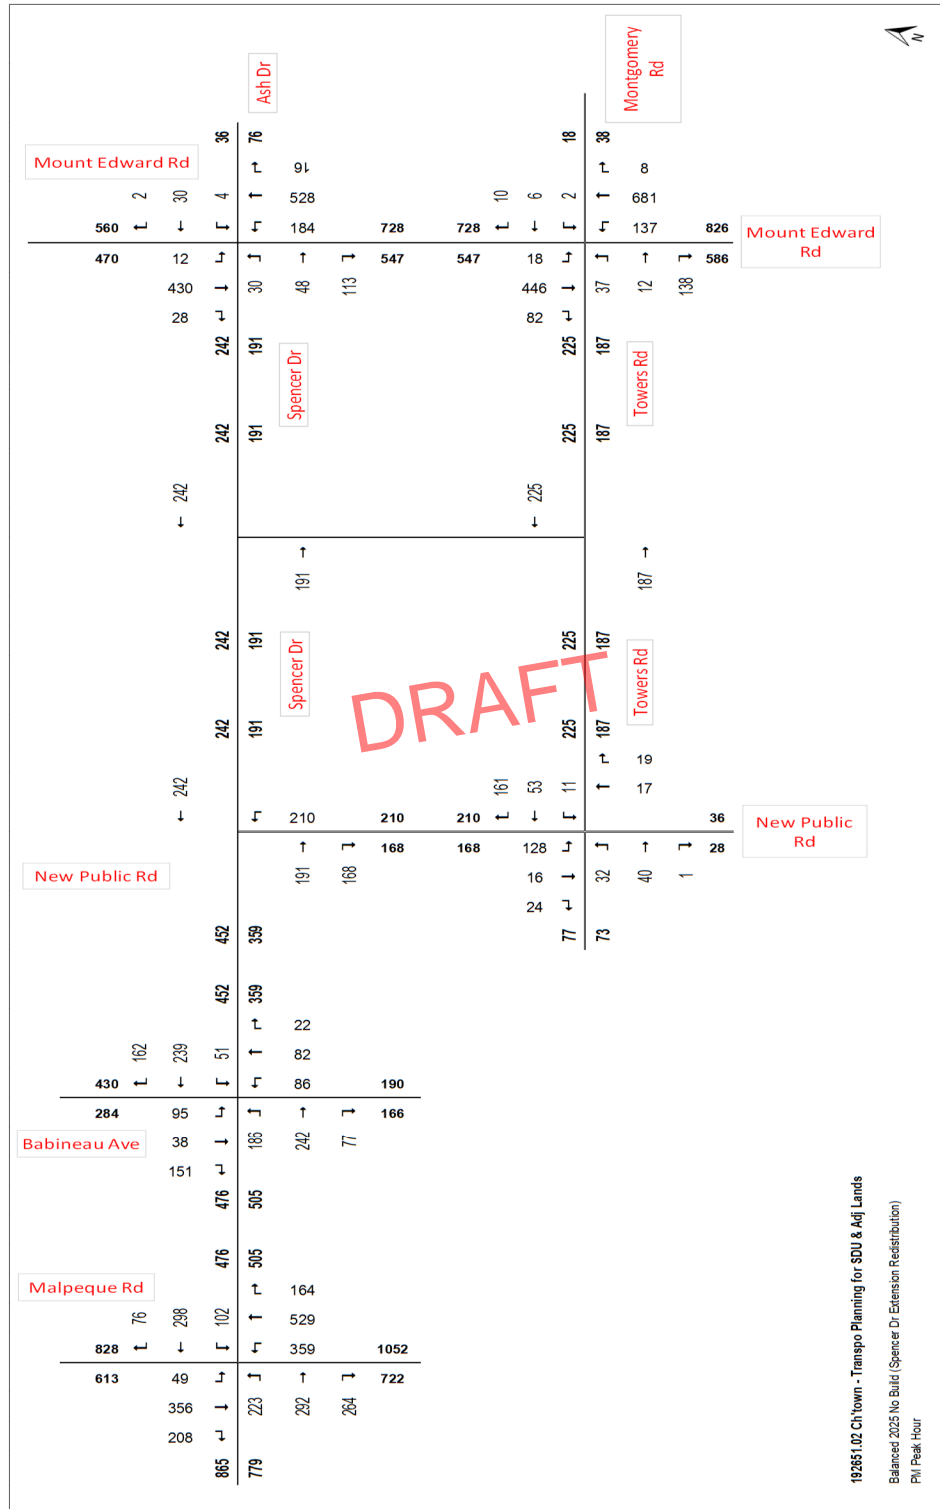 N
Ash Dr
Montgomery
Rd
36 76 18 38
Mount Edward Rd
16 8
2 30 4 528 10 6 2 681
560 184 728 728 137 826
Mount Edward
Rd
470 12 547 547 18 586
430 30 48 113 446 37 12 138
28 82
242 191 225 187
Spencer Dr
Towers Rd
242 191 225 187
242 225
191 187
242 191 225 187
Spencer Dr
Towers Rd
DRAFT
242 191 225 187
19
242 161 53 11 17
210 210 210 36
New Public
Rd
168 168 128 28
New Public Rd
191 168 16 32 40 1
24
452 359 77 73
452 359
22
162 239 51 82
430 86 190
284 95 166
Babineau Ave
38 186 242 77
151
476 505
476 505
Malpeque Rd
164
76 298 102 529
828 359 1052
613 49 722
356 223 292 264
208
865 779
192651.02 Ch'town - Transpo Planning for SDU & Adj Lands
Balanced 2025 No Build (Spencer Dr Extension Redistribution)
PM Peak Hour